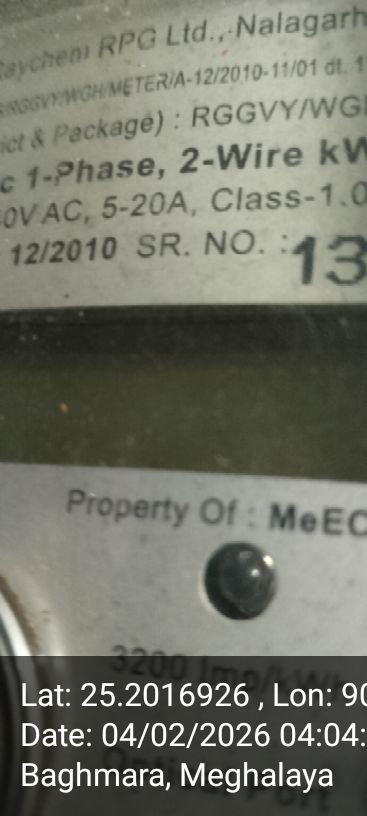 Raychem RPG Ltd., Nalagarh
RGGVY/WGH/METER/A-12/2010-11/01 dt. 1
ict & Package) : RGGVY/WG
c 1-Phase, 2-Wire kW
0V AC, 5-20A, Class-1.0
12/2010 SR. NO. : 13
Property Of : MeEC
3200 Imp/kWh
Lat: 25.2016926 , Lon: 90
Date: 04/02/2026 04:04:
Baghmara, Meghalaya